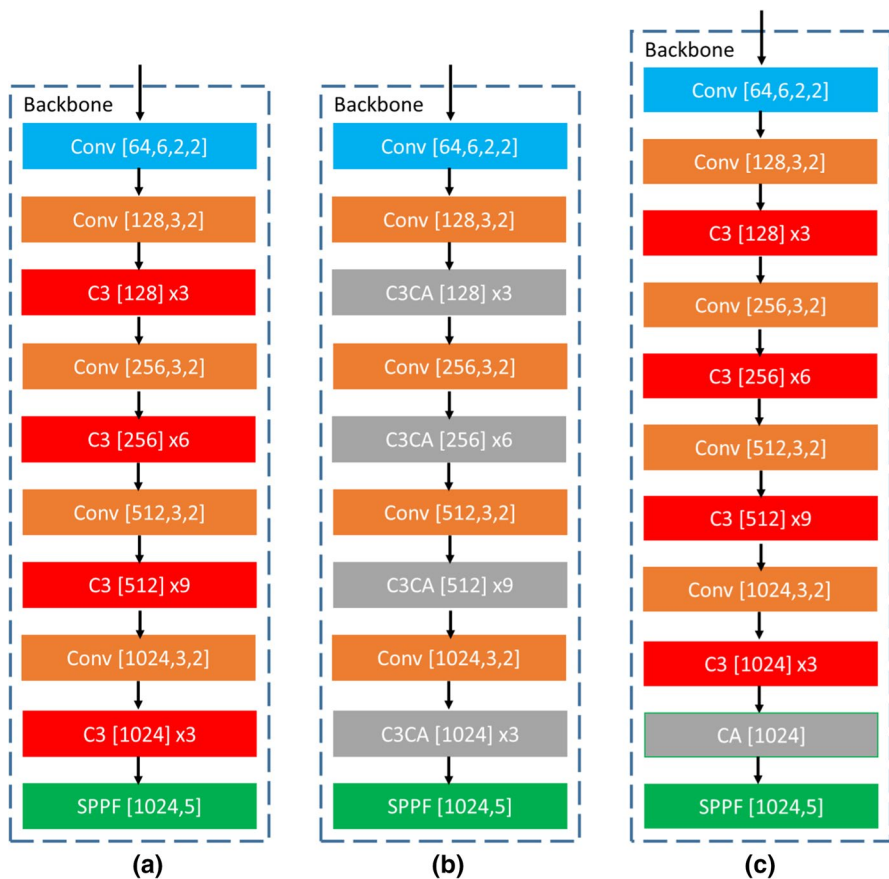 Backbone
Conv [64,6,2,2]
Conv [128,3,2]
C3 [128] x3
Conv [256,3,2]
C3 [256] x6
Conv [512,3,2]
C3 [512] x9
Conv [1024,3,2]
C3 [1024] x3
SPPF [1024,5]
(a)
Backbone
Conv [64,6,2,2]
Conv [128,3,2]
C3CA [128] x3
Conv [256,3,2]
C3CA [256] x6
Conv [512,3,2]
C3CA [512] x9
Conv [1024,3,2]
C3CA [1024] x3
SPPF [1024,5]
(b)
Backbone
Conv [64,6,2,2]
Conv [128,3,2]
C3 [128] x3
Conv [256,3,2]
C3 [256] x6
Conv [512,3,2]
C3 [512] x9
Conv [1024,3,2]
C3 [1024] x3
CA [1024]
SPPF [1024,5]
(c)